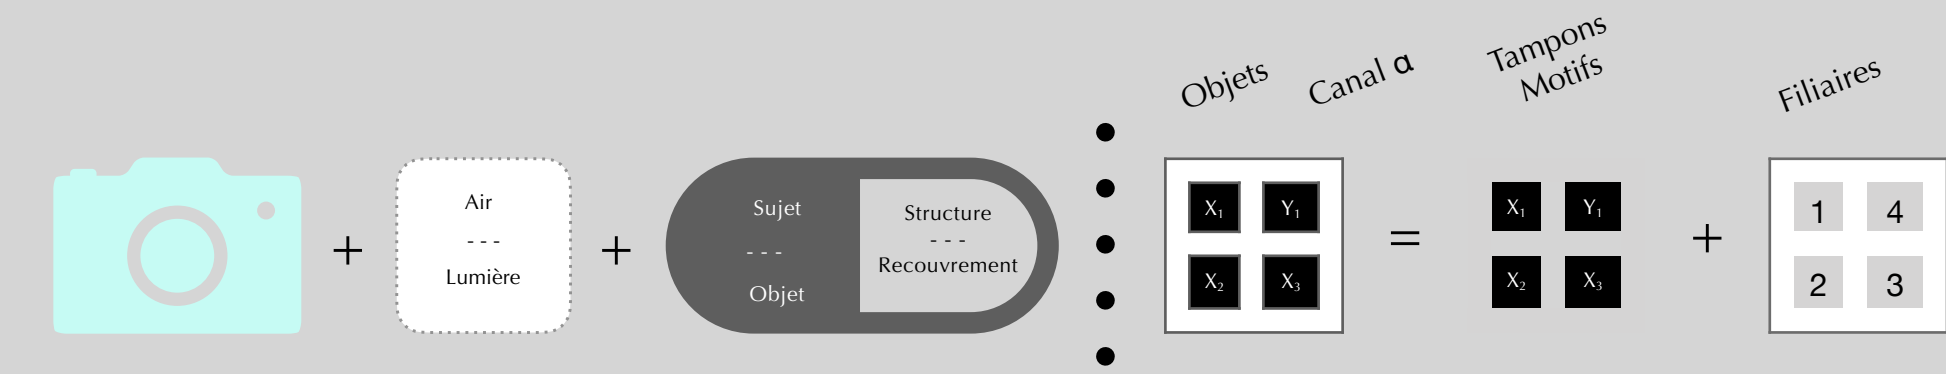 Objets
Canal α
Tampons
Motifs
Filiaires
+
Air
- - -
Lumière
+
Sujet
- - -
Objet
Structure
- - -
Recouvrement
X₁ Y₁
X₂ X₃
=
X₁ Y₁
X₂ X₃
+
1 4
2 3